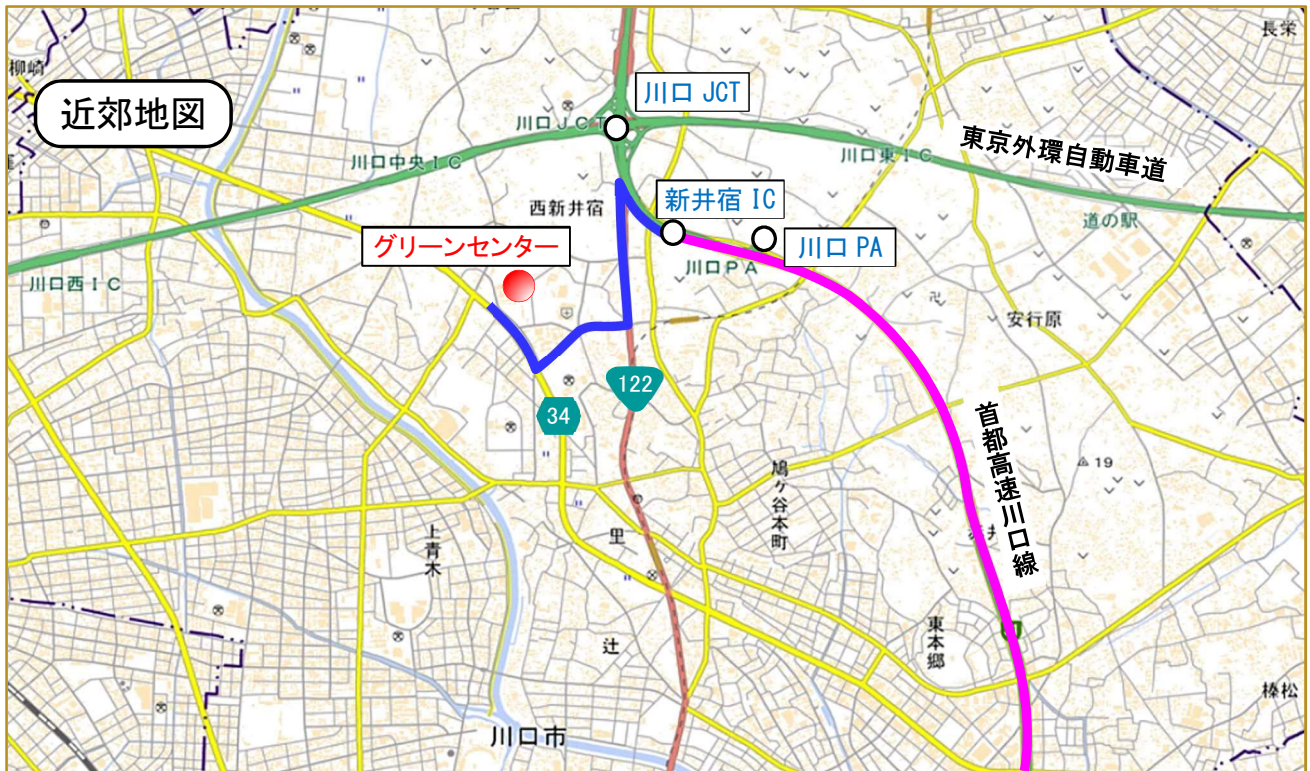 長栄
柳崎
近郊地図
川口 JCT
川口JCT
東京外環自動車道
川口中央IC
川口東IC
新井宿 IC
西新井宿
道の駅
グリーンセンター
川口 PA
川口PA
川口西IC
安行原
122
34
首都高速川口線
19
鳩ヶ谷本町
上青木
里
東本郷
辻
榛松
川口市